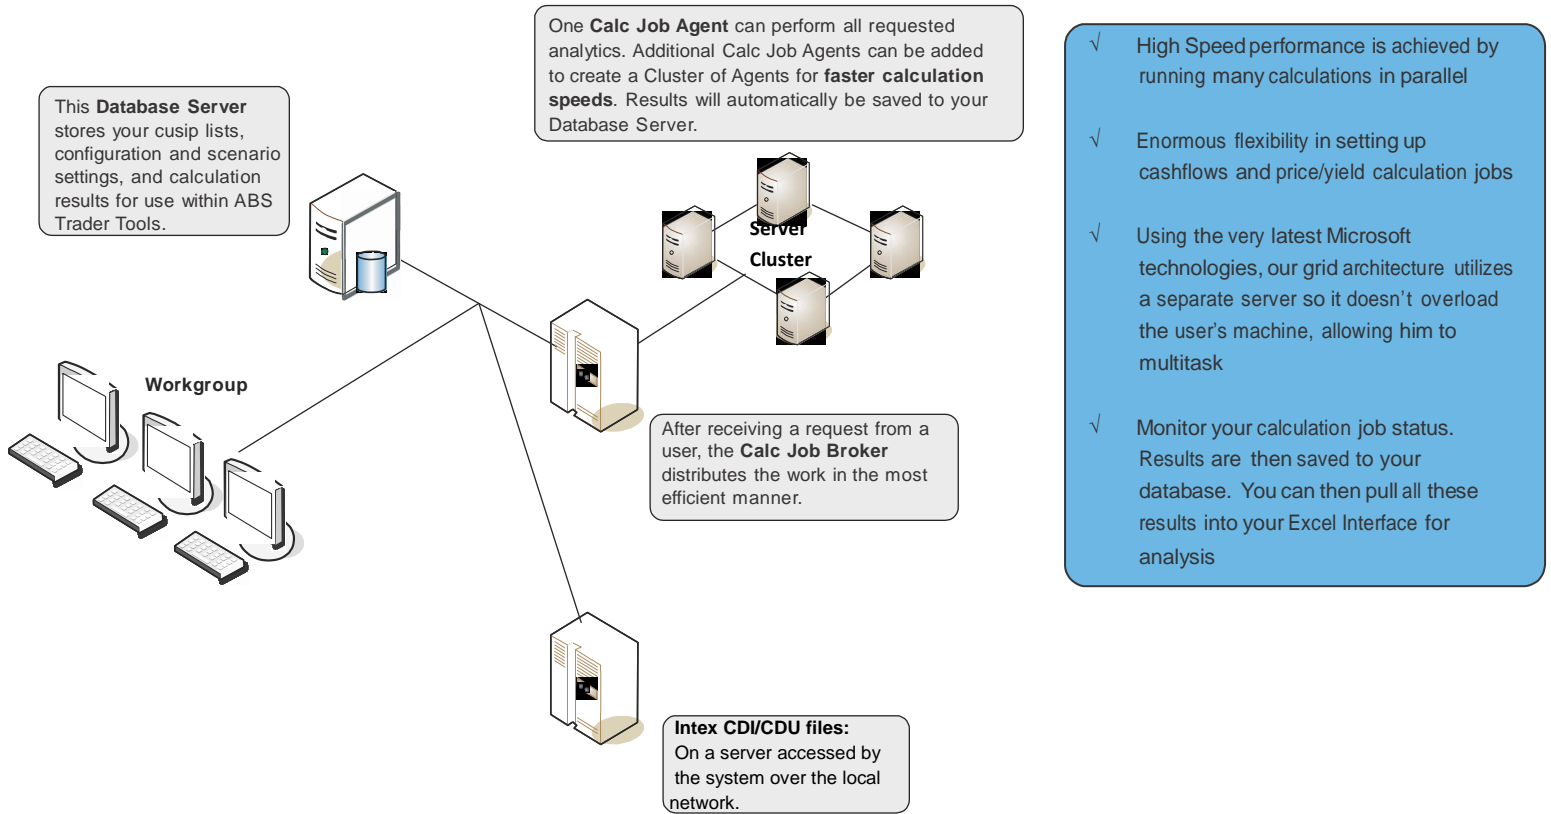 One Calc Job Agent can perform all requested
analytics. Additional Calc Job Agents can be added
to create a Cluster of Agents for faster calculation
speeds. Results will automatically be saved to your
Database Server.
This Database Server
stores your cusip lists,
configuration and scenario
settings, and calculation
results for use within ABS
Trader Tools.
Server
Cluster
Workgroup
After receiving a request from a
user, the Calc Job Broker
distributes the work in the most
efficient manner.
Intex CDI/CDU files:
On a server accessed by
the system over the local
network.
√ High Speed performance is achieved by
running many calculations in parallel
√ Enormous flexibility in setting up
cashflows and price/yield calculation jobs
√ Using the very latest Microsoft
technologies, our grid architecture utilizes
a separate server so it doesn’t overload
the user’s machine, allowing him to
multitask
√ Monitor your calculation job status.
Results are then saved to your
database. You can then pull all these
results into your Excel Interface for
analysis